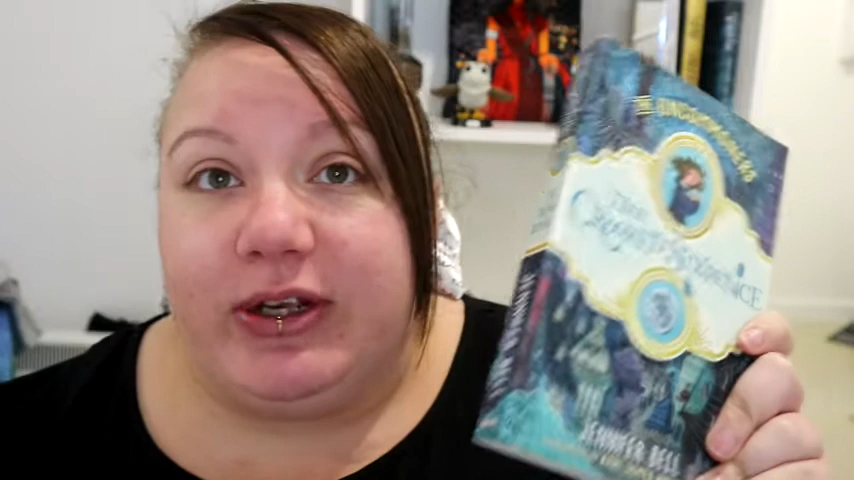 THE UNCOMMONERS
THE
CROOKED SIXPENCE
JENNIFER BELL